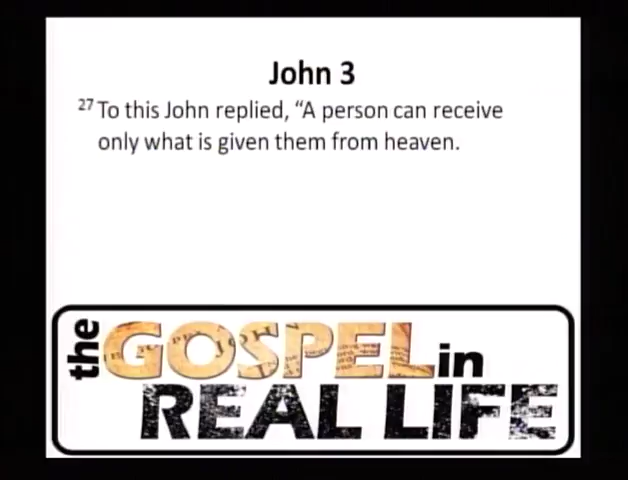 John 3
27 To this John replied, “A person can receive
only what is given them from heaven.
the GOSPEL in
REAL LIFE